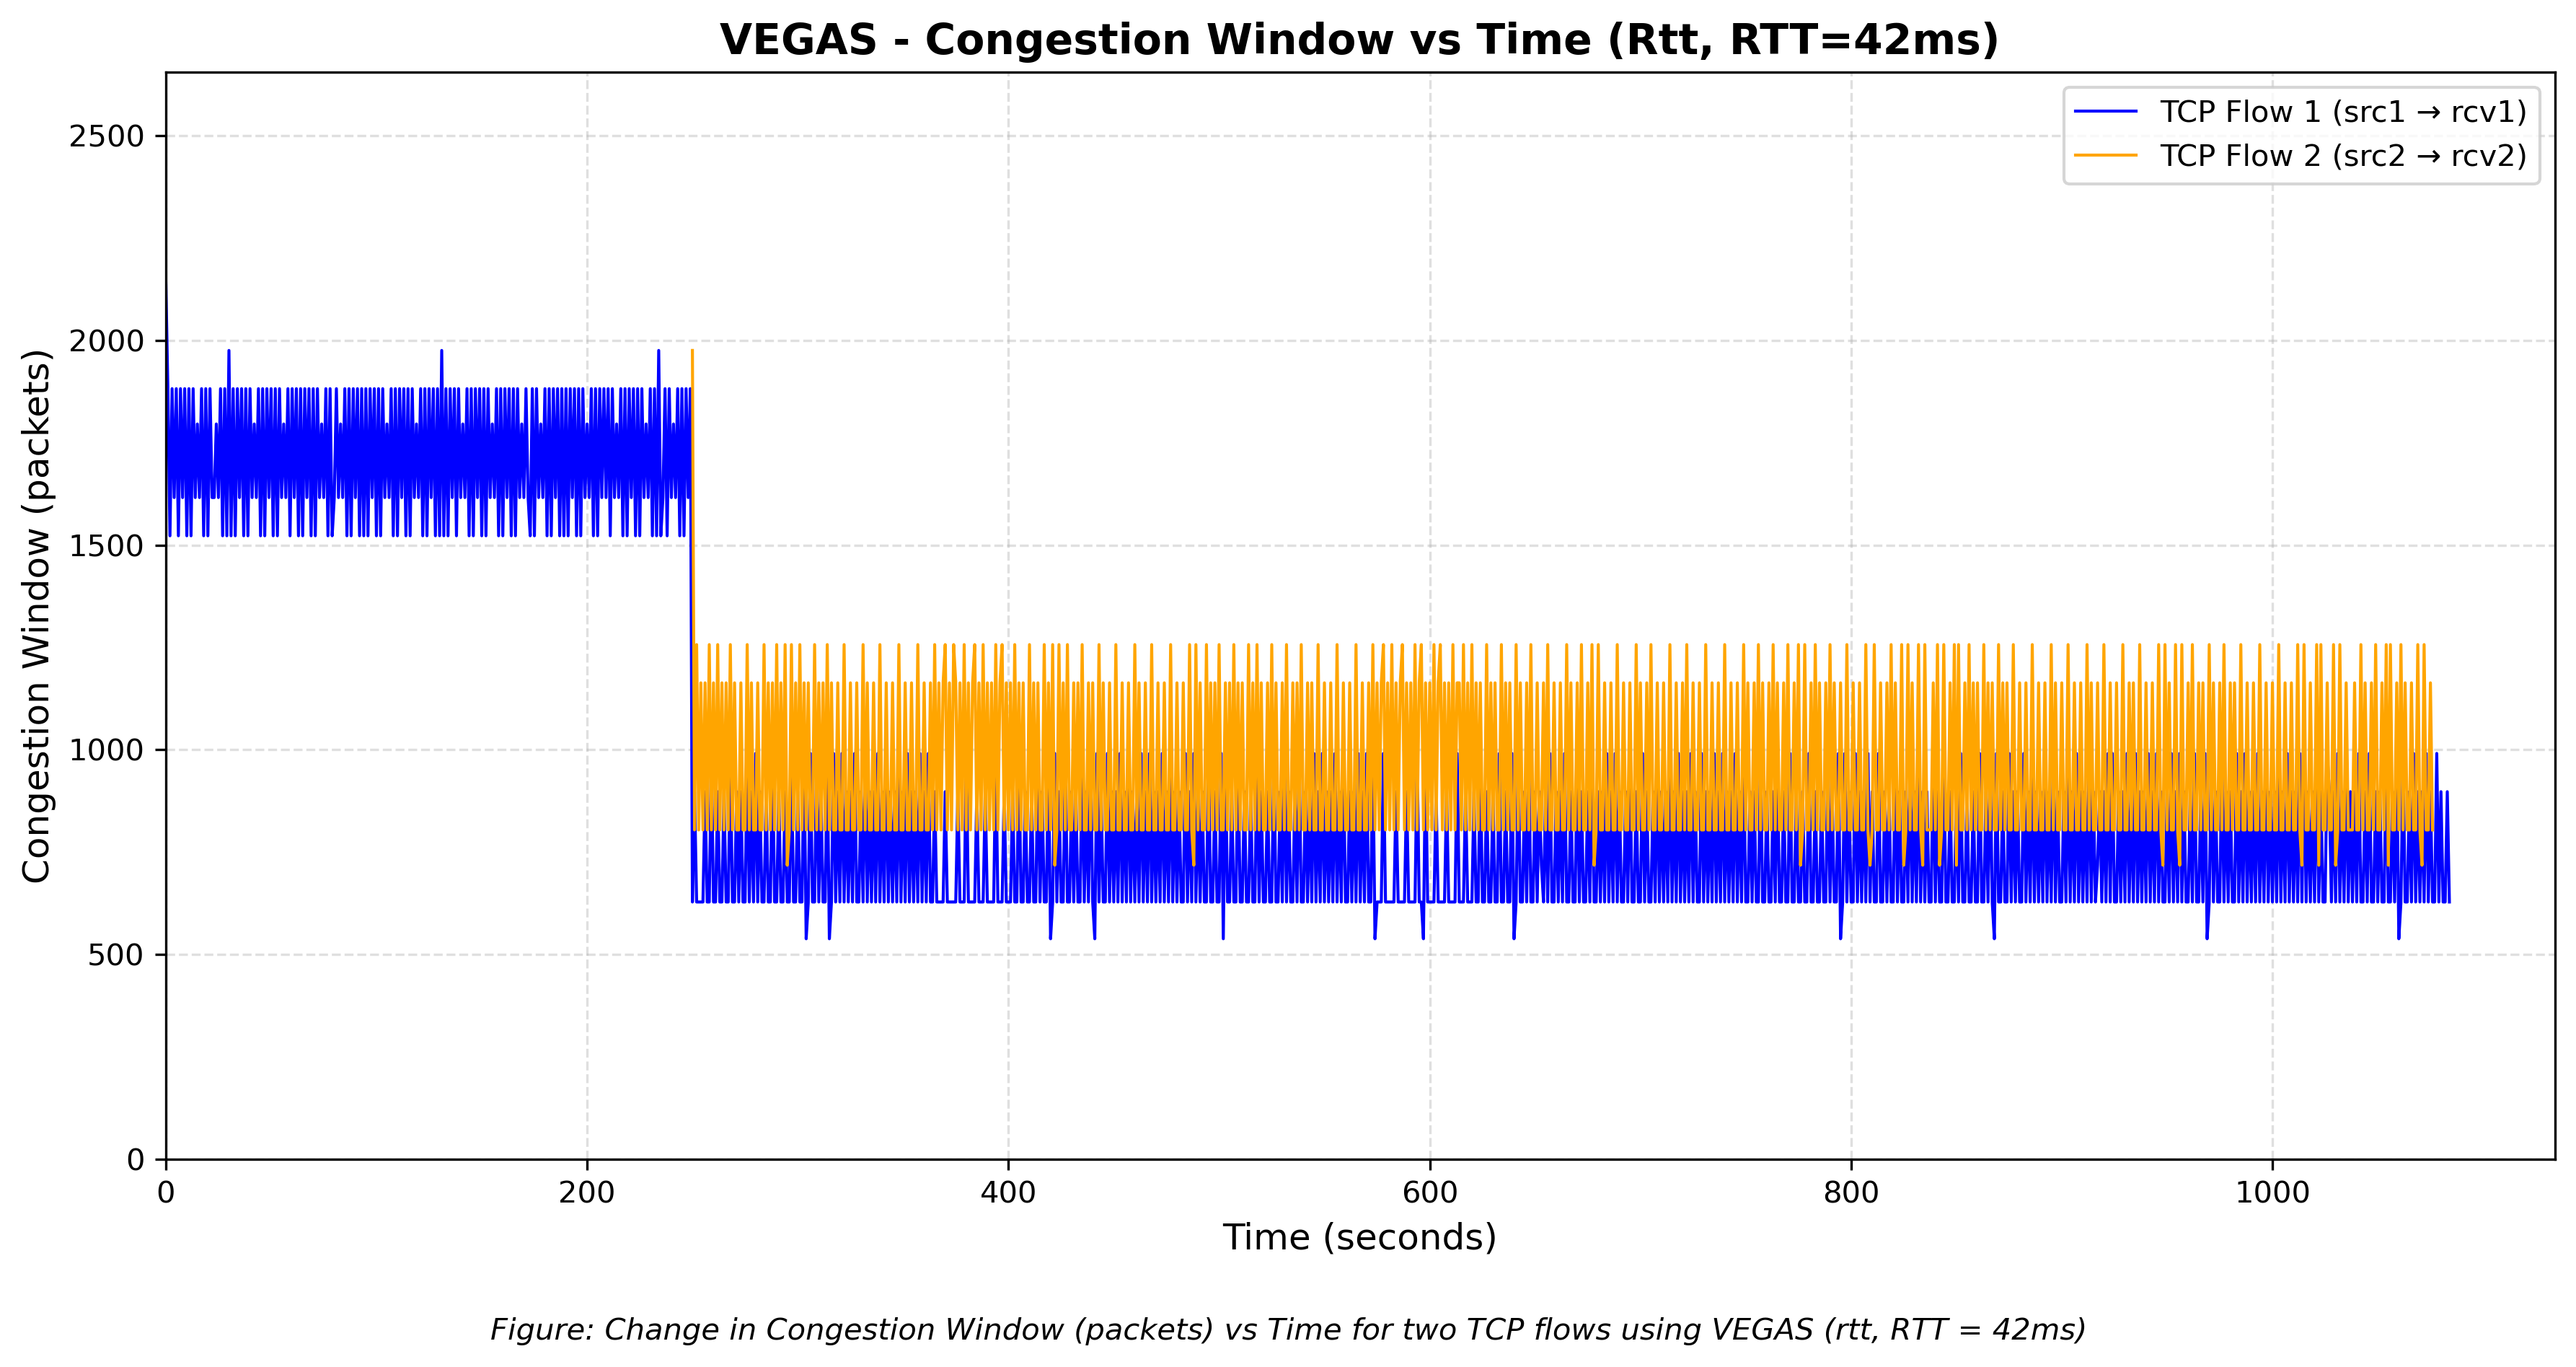 VEGAS - Congestion Window vs Time (Rtt, RTT=42ms)
TCP Flow 1 (src1 → rcv1)
TCP Flow 2 (src2 → rcv2)
Congestion Window (packets)
2500
2000
1500
1000
500
0
0 200 400 600 800 1000
Time (seconds)
Figure: Change in Congestion Window (packets) vs Time for two TCP flows using VEGAS (rtt, RTT = 42ms)